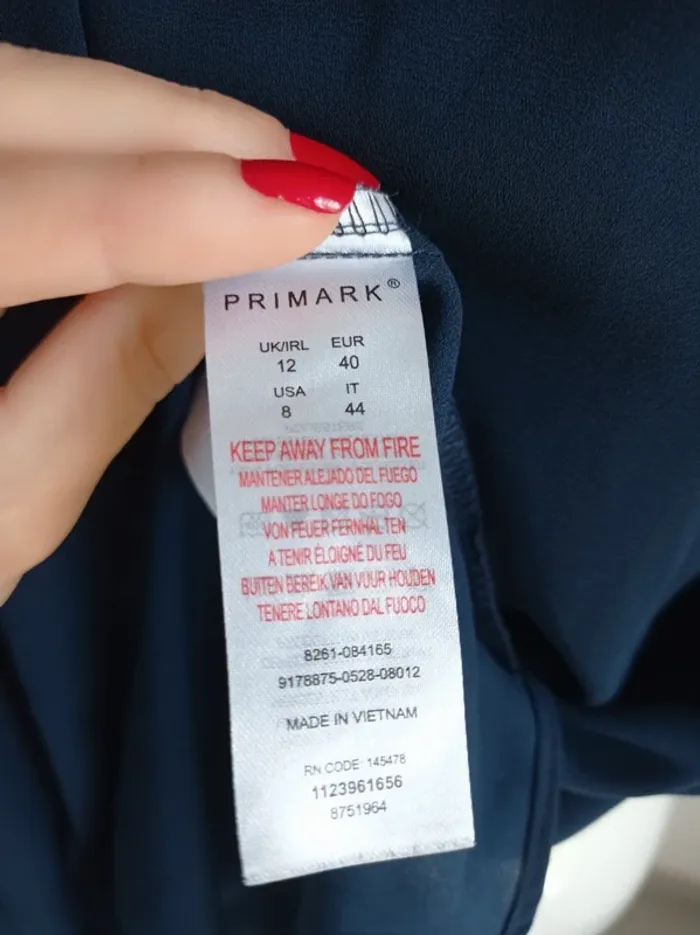 PRIMARK®
UK/IRL EUR
12 40
USA IT
8 44
KEEP AWAY FROM FIRE
MANTENER ALEJADO DEL FUEGO
MANTER LONGE DO FOGO
VON FEUER FERNHALTEN
A TENIR ÉLOIGNÉ DU FEU
BUITEN BEREIK VAN VUUR HOUDEN
TENERE LONTANO DAL FUOCO
8261-084165
9178875-0528-08012
MADE IN VIETNAM
RN CODE: 145478
1123961656
8751964